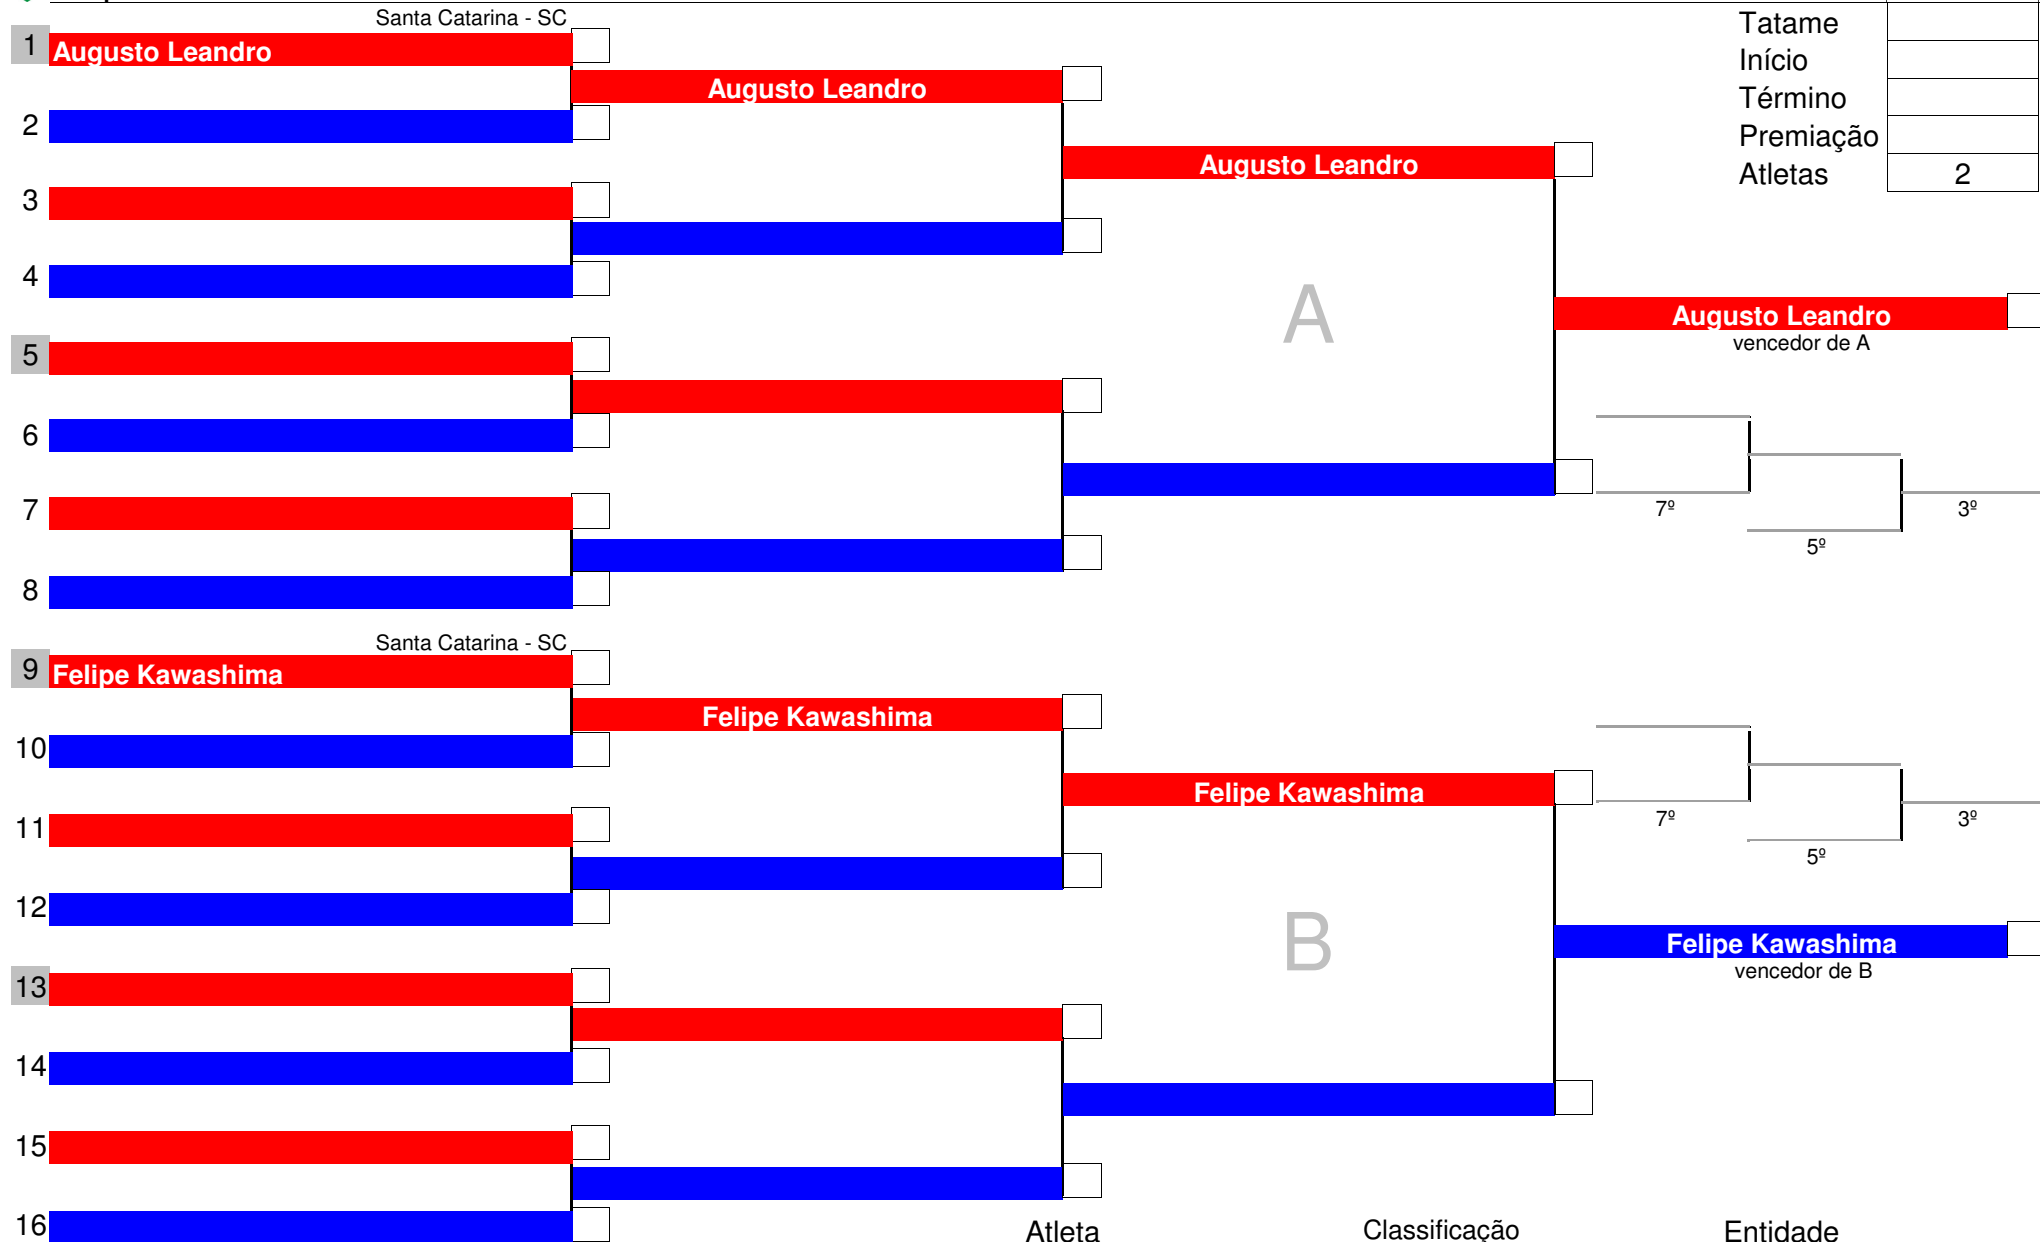 Santa Catarina - SC
Tatame
1 Augusto Leandro
Início
Augusto Leandro
Término
2
Premiação
Augusto Leandro
Atletas 2
3
4
Augusto Leandro
A
vencedor de A
5
6
7
7º 3º
5º
8
Santa Catarina - SC
9 Felipe Kawashima
Felipe Kawashima
10
Felipe Kawashima
11
7º 3º
5º
12
B
Felipe Kawashima
vencedor de B
13
14
15
16
Atleta Classificação Entidade